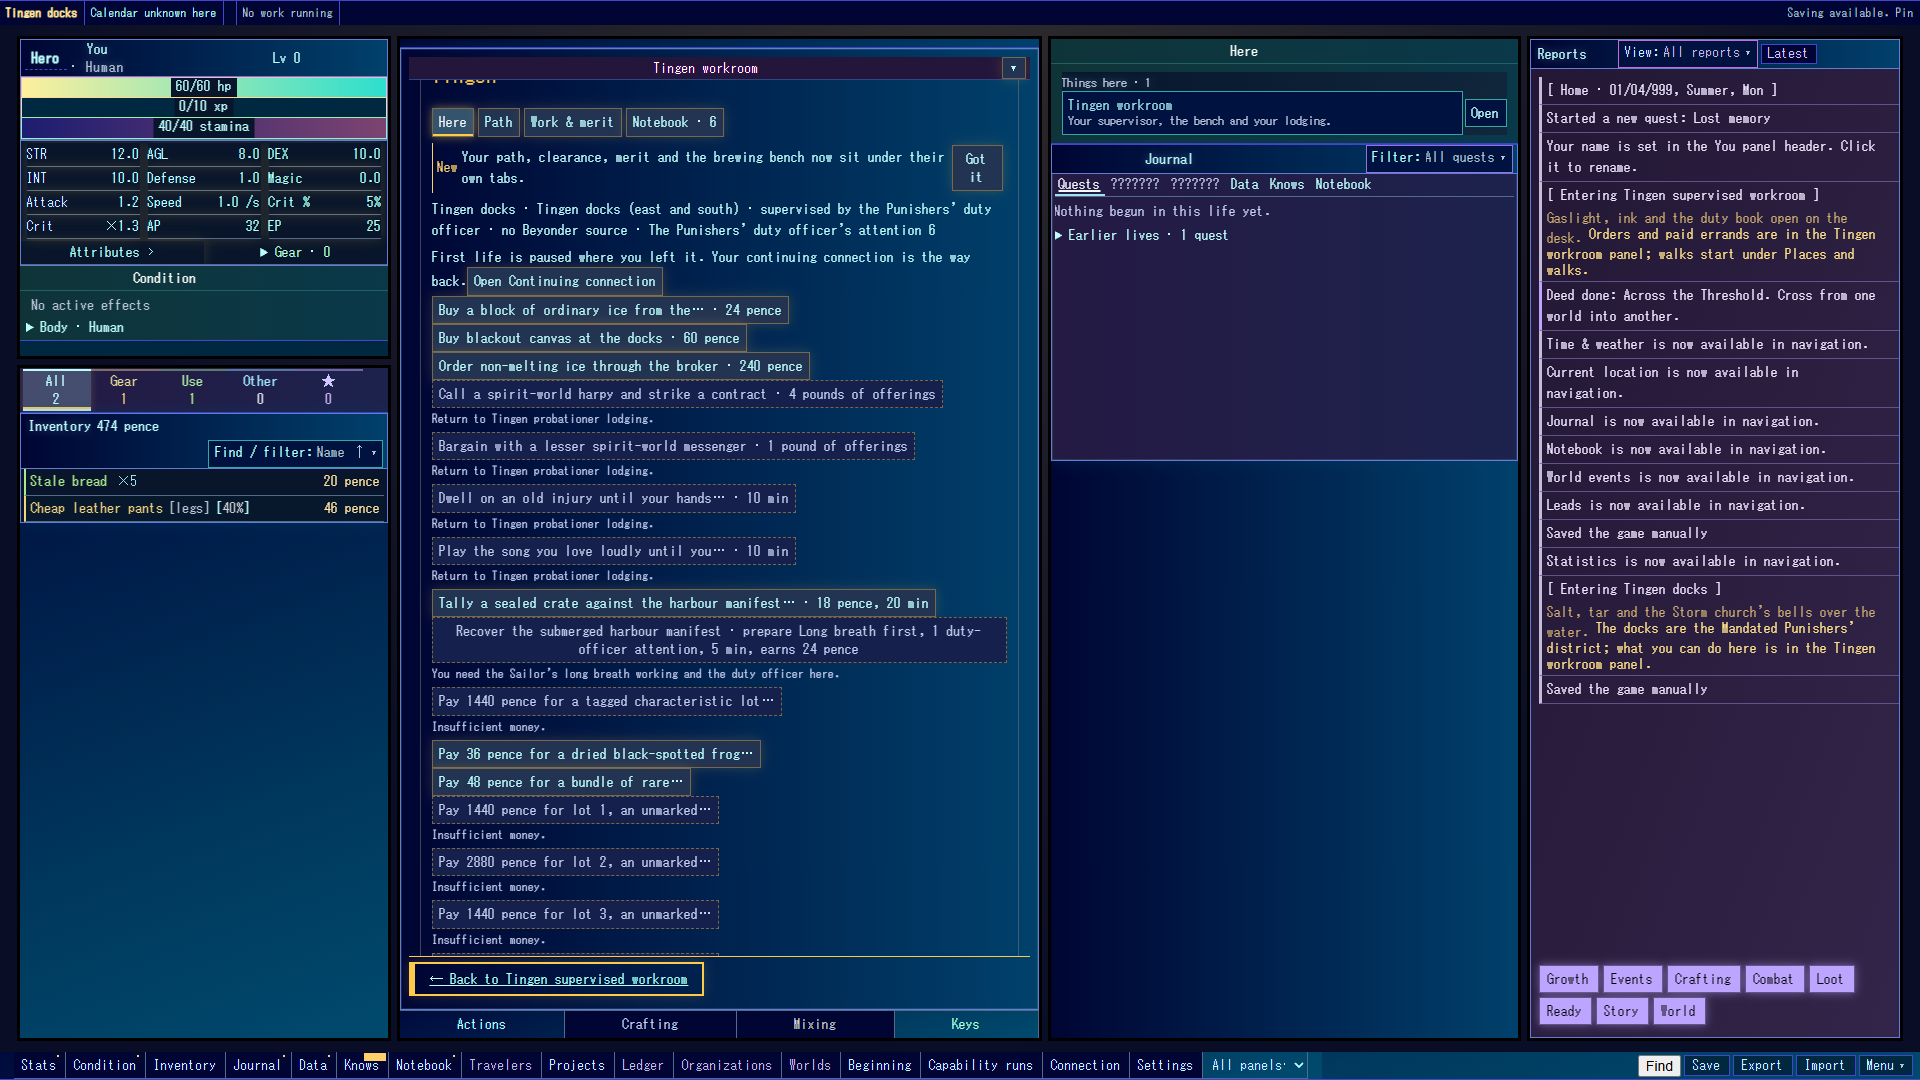 Tingen docks
Calendar unknown here
No work running
Saving available. Pin
Hero · You
Human
Lv 0
60/60 hp
0/10 xp
40/40 stamina
STR 12.0 AGL 8.0 DEX 10.0
INT 10.0 Defense 1.0 Magic 0.0
Attack 1.2 Speed 1.0 /s Crit % 5%
Crit ×1.3 AP 32 EP 25
Attributes >
▶ Gear · 0
Condition
No active effects
▶ Body · Human
All 2
Gear 1
Use 1
Other 0
★ 0
Inventory 474 pence
Find / filter: Name ↑ ▾
Stale bread ×5 20 pence
Cheap leather pants [legs] [40%] 46 pence
Tingen workroom
▾
Tingen
Here
Path
Work & merit
Notebook · 6
New
Your path, clearance, merit and the brewing bench now sit under their
own tabs.
Got it
Tingen docks · Tingen docks (east and south) · supervised by the Punishers' duty
officer · no Beyonder source · The Punishers' duty officer's attention 6
First life is paused where you left it. Your continuing connection is the way
back. Open Continuing connection
Buy a block of ordinary ice from the… · 24 pence
Buy blackout canvas at the docks · 60 pence
Order non-melting ice through the broker · 240 pence
Call a spirit-world harpy and strike a contract · 4 pounds of offerings
Return to Tingen probationer lodging.
Bargain with a lesser spirit-world messenger · 1 pound of offerings
Return to Tingen probationer lodging.
Dwell on an old injury until your hands… · 10 min
Return to Tingen probationer lodging.
Play the song you love loudly until you… · 10 min
Return to Tingen probationer lodging.
Tally a sealed crate against the harbour manifest… · 18 pence, 20 min
Recover the submerged harbour manifest · prepare Long breath first, 1 duty-
officer attention, 5 min, earns 24 pence
You need the Sailor's long breath working and the duty officer here.
Pay 1440 pence for a tagged characteristic lot…
Insufficient money.
Pay 36 pence for a dried black-spotted frog…
Pay 48 pence for a bundle of rare…
Pay 1440 pence for lot 1, an unmarked…
Insufficient money.
Pay 2880 pence for lot 2, an unmarked…
Insufficient money.
Pay 1440 pence for lot 3, an unmarked…
Insufficient money.
← Back to Tingen supervised workroom
Actions
Crafting
Mixing
Keys
Here
Things here · 1
Tingen workroom
Your supervisor, the bench and your lodging.
Open
Journal
Filter: All quests ▾
Quests ??????? ??????? Data Knows Notebook
Nothing begun in this life yet.
▶ Earlier lives · 1 quest
Reports
View: All reports ▾
Latest
[ Home · 01/04/999, Summer, Mon ]
Started a new quest: Lost memory
Your name is set in the You panel header. Click
it to rename.
[ Entering Tingen supervised workroom ]
Gaslight, ink and the duty book open on the
desk. Orders and paid errands are in the Tingen
workroom panel; walks start under Places and
walks.
Deed done: Across the Threshold. Cross from one
world into another.
Time & weather is now available in navigation.
Current location is now available in
navigation.
Journal is now available in navigation.
Notebook is now available in navigation.
World events is now available in navigation.
Leads is now available in navigation.
Saved the game manually
Statistics is now available in navigation.
[ Entering Tingen docks ]
Salt, tar and the Storm church's bells over the
water. The docks are the Mandated Punishers'
district; what you can do here is in the Tingen
workroom panel.
Saved the game manually
Growth
Events
Crafting
Combat
Loot
Ready
Story
World
Stats
Condition
Inventory
Journal
Data
Knows
Notebook
Travelers
Projects
Ledger
Organizations
Worlds
Beginning
Capability runs
Connection
Settings
All panels·
Find
Save
Export
Import
Menu ▾